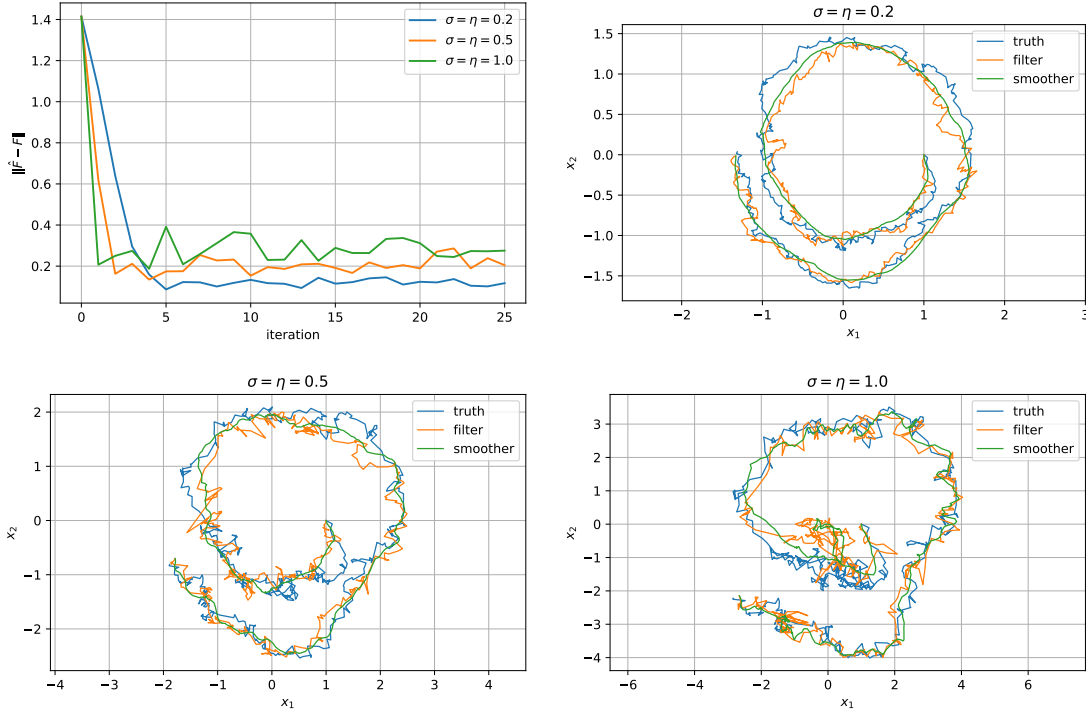 1.4
1.2
1.0
0.8
0.6
0.4
0.2
0
5
10
15
20
25
iteration
‖F̂ − F‖
σ = η = 0.2
σ = η = 0.5
σ = η = 1.0
σ = η = 0.2
1.5
1.0
0.5
0.0
−0.5
−1.0
−1.5
−2
−1
0
1
2
3
x₁
x₂
truth
filter
smoother
σ = η = 0.5
2
1
0
−1
−2
−4
−3
−2
−1
0
1
2
3
4
x₁
x₂
truth
filter
smoother
σ = η = 1.0
3
2
1
0
−1
−2
−3
−4
−6
−4
−2
0
2
4
6
x₁
x₂
truth
filter
smoother